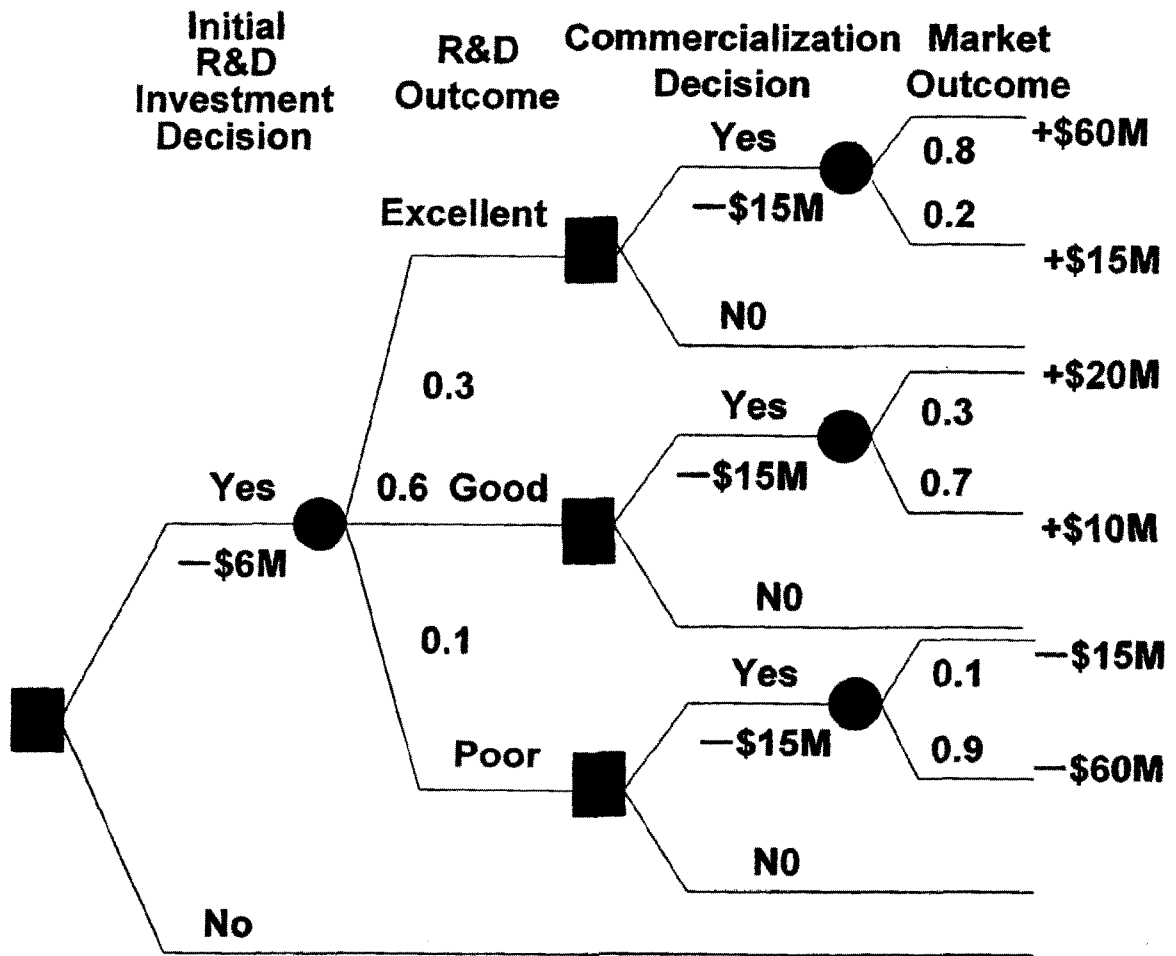 Initial
R&D
Investment
Decision
R&D
Outcome
Commercialization
Decision
Market
Outcome
Yes
—$15M
0.8
+$60M
0.2
+$15M
Excellent
N0
0.3
Yes
—$15M
+$20M
0.3
0.7
+$10M
Yes
—$6M
0.6 Good
N0
0.1
Yes
—$15M
—$15M
0.1
0.9
—$60M
Poor
N0
No